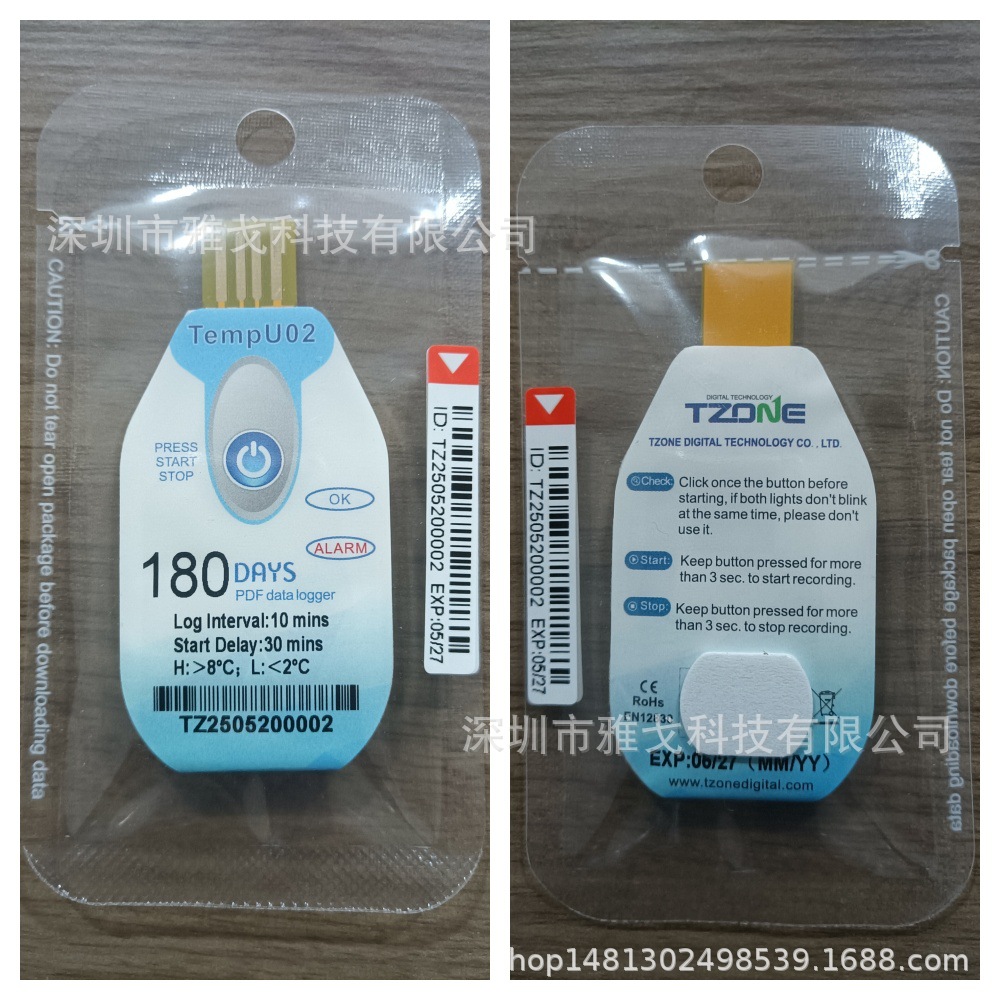 深圳市雅戈科技有限公司
CAUTION: Do not tear open package before downloading data
TempU02
PRESS
START
STOP
OK
ALARM
180 DAYS
PDF data logger
Log Interval:10 mins
Start Delay:30 mins
H:>8°C; L:<2°C
TZ2505200002
ID: TZ2505200002 EXP:05/27
ID: TZ2505200002 EXP:05/27
DIGITAL TECHNOLOGY
TZONE
TZONE DIGITAL TECHNOLOGY CO., LTD.
Check: Click once the button before
starting, if both lights don't blink
at the same time, please don't
use it.
Start: Keep button pressed for more
than 3 sec. to start recording.
Stop: Keep button pressed for more
than 3 sec. to stop recording.
CE
RoHs
EN12830
EXP:06/27 (MM/YY)
www.tzonedigital.com
CAUTION: Do not tear open package before downloading data
深圳市雅戈科技有限公司
hop1481302498539.1688.com